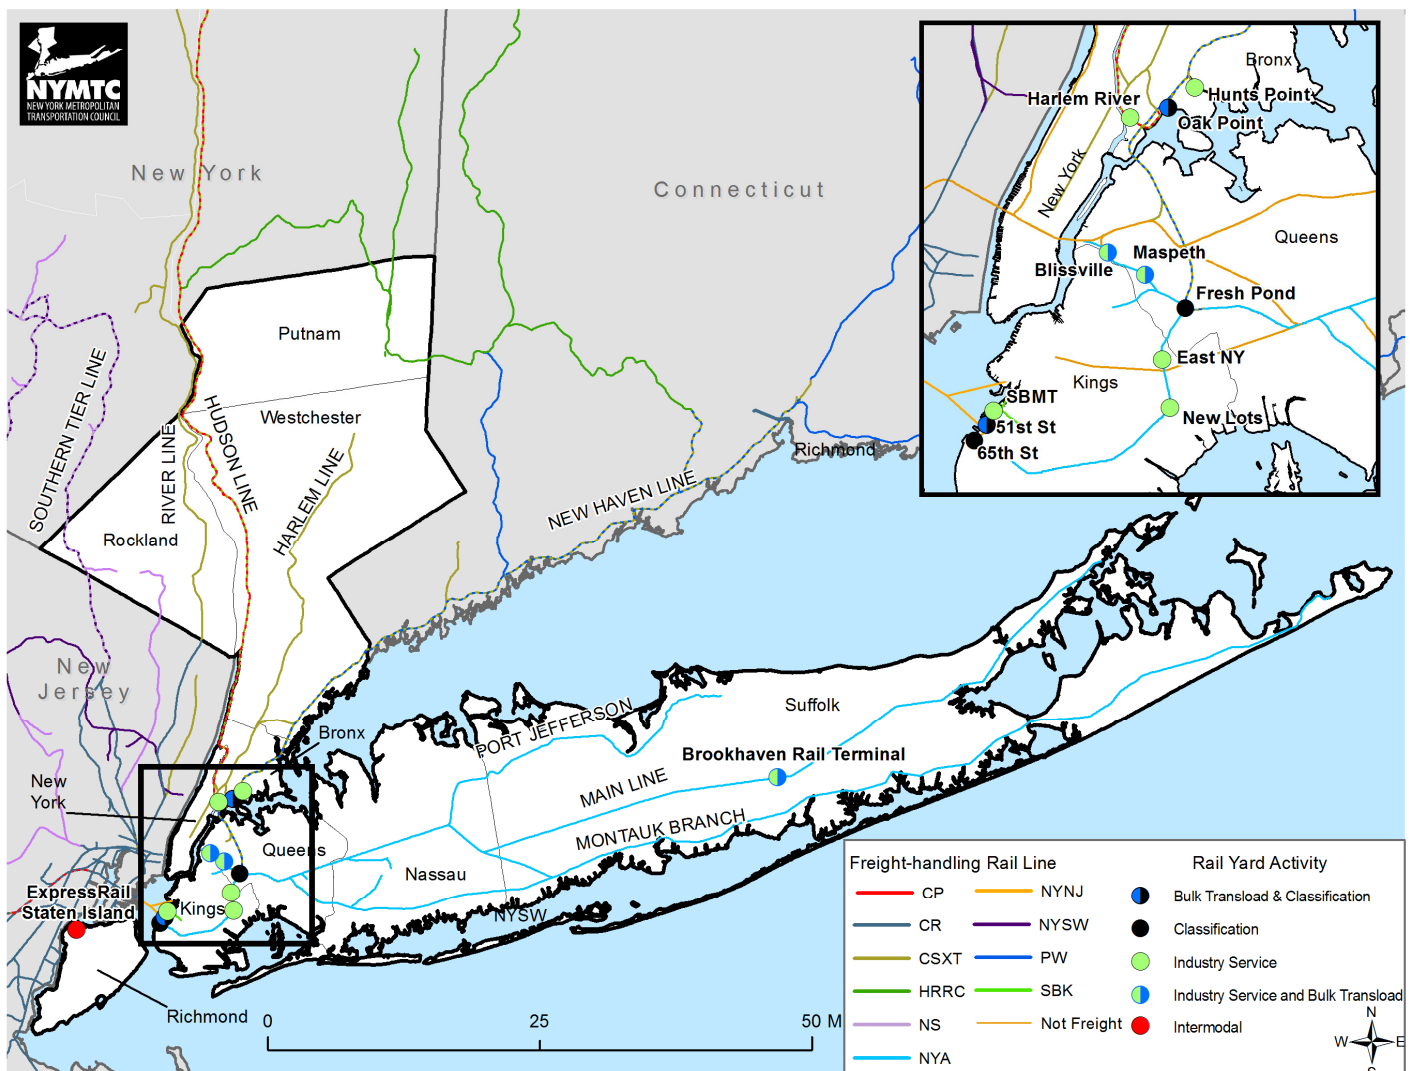 NYMTC
NEW YORK METROPOLITAN
TRANSPORTATION COUNCIL
New York
Connecticut
Putnam
Westchester
Rockland
SOUTHERN TIER LINE
RIVER LINE
HUDSON LINE
HARLEM LINE
NEW HAVEN LINE
Richmond
New
Jersey
Bronx
New
York
Queens
Kings
Nassau
Suffolk
PORT JEFFERSON
Brookhaven Rail Terminal
MAIN LINE
MONTAUK BRANCH
NYSW
ExpressRail
Staten Island
Richmond
0 25 50 M
Bronx
Harlem River
Hunts Point
Oak Point
New York
Queens
Maspeth
Blissville
Fresh Pond
East NY
Kings
SBMT
New Lots
51st St
65th St
Freight-handling Rail Line
CP
CR
CSXT
HRRC
NS
NYA
NYNJ
NYSW
PW
SBK
Not Freight
Rail Yard Activity
Bulk Transload & Classification
Classification
Industry Service
Industry Service and Bulk Transload
Intermodal
N
W E
S